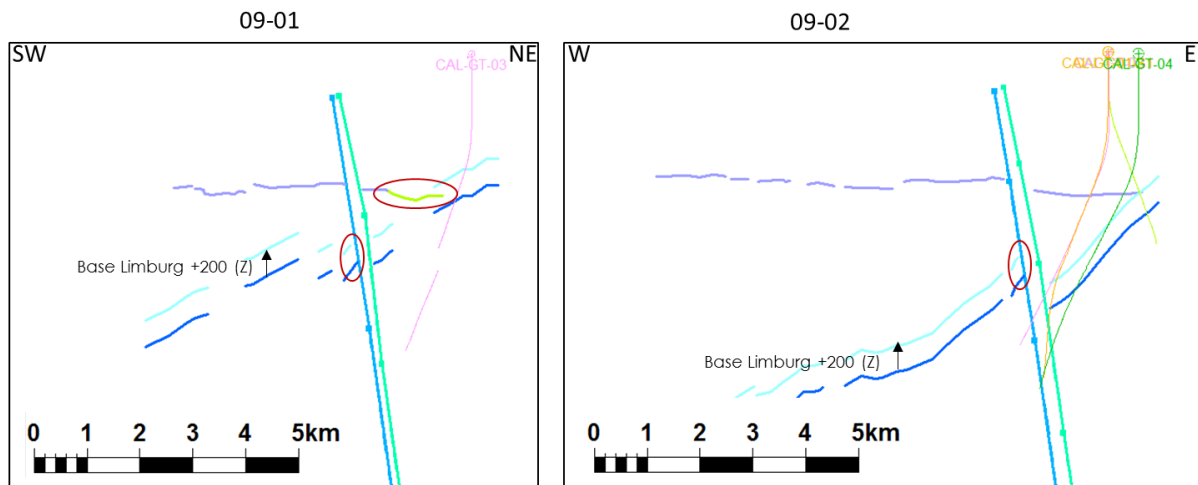 09-01
09-02
SW
NE
CAL-GT-03
W
E
CAL-GT-04
Base Limburg +200 (Z)
Base Limburg +200 (Z)
0 1 2 3 4 5km
0 1 2 3 4 5km